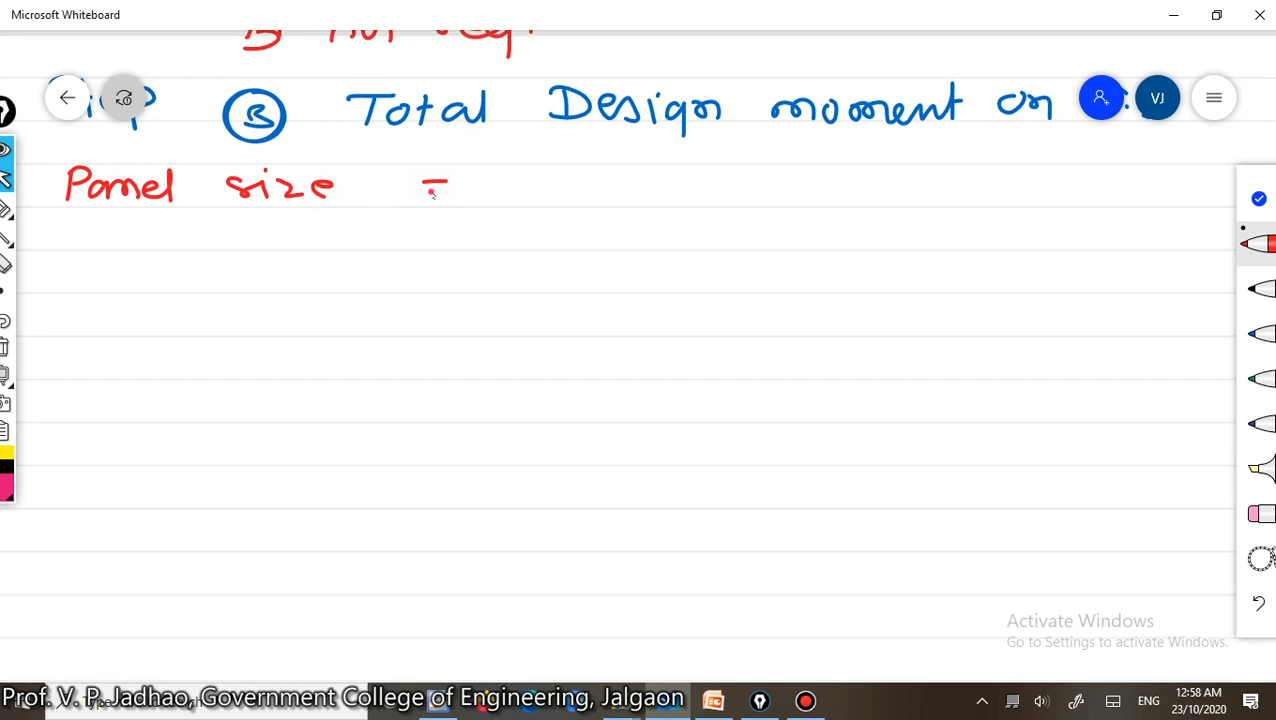 Microsoft Whiteboard
B Total Design moment on
VJ
Panel size =
Activate Windows
Go to Settings to activate Windows.
Prof. V. P.Jadhao, Government College of Engineering, Jalgaon
ENG
12:58 AM
23/10/2020